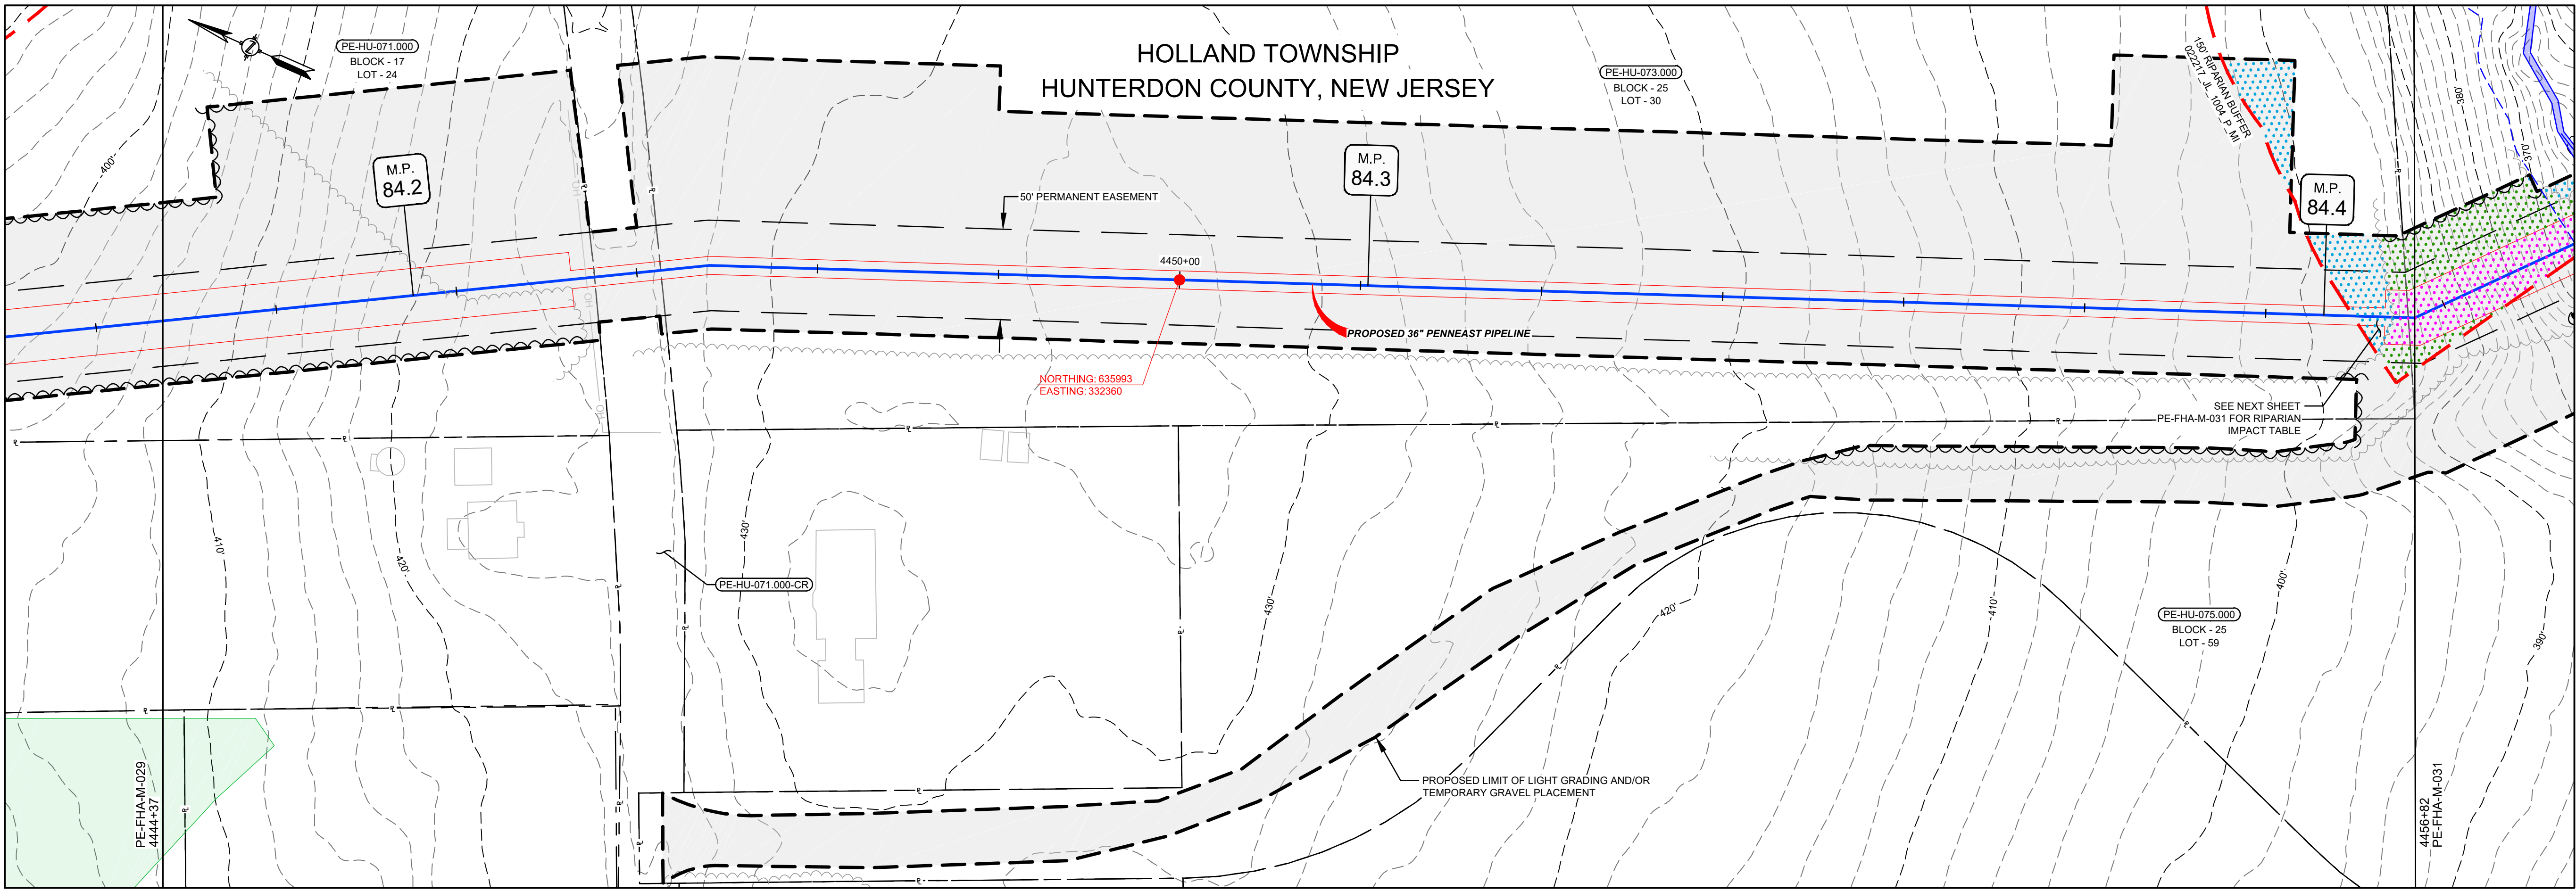 HOLLAND TOWNSHIP
HUNTERDON COUNTY, NEW JERSEY
PE-HU-071.000
BLOCK - 17
LOT - 24
PE-HU-073.000
BLOCK - 25
LOT - 30
150' RIPARIAN BUFFER
022217_JL_1004_P_MI
380'
370'
400'
M.P.
84.2
M.P.
84.3
M.P.
84.4
50' PERMANENT EASEMENT
4450+00
PROPOSED 36" PENNEAST PIPELINE
NORTHING: 635993
EASTING: 332360
SEE NEXT SHEET
PE-FHA-M-031 FOR RIPARIAN
IMPACT TABLE
OH
OH
OH
410'
420'
430'
430'
420'
410'
400'
390'
PE-HU-071.000-CR
PE-HU-075.000
BLOCK - 25
LOT - 59
PROPOSED LIMIT OF LIGHT GRADING AND/OR
TEMPORARY GRAVEL PLACEMENT
PE-FHA-M-029
4444+37
4456+82
PE-FHA-M-031